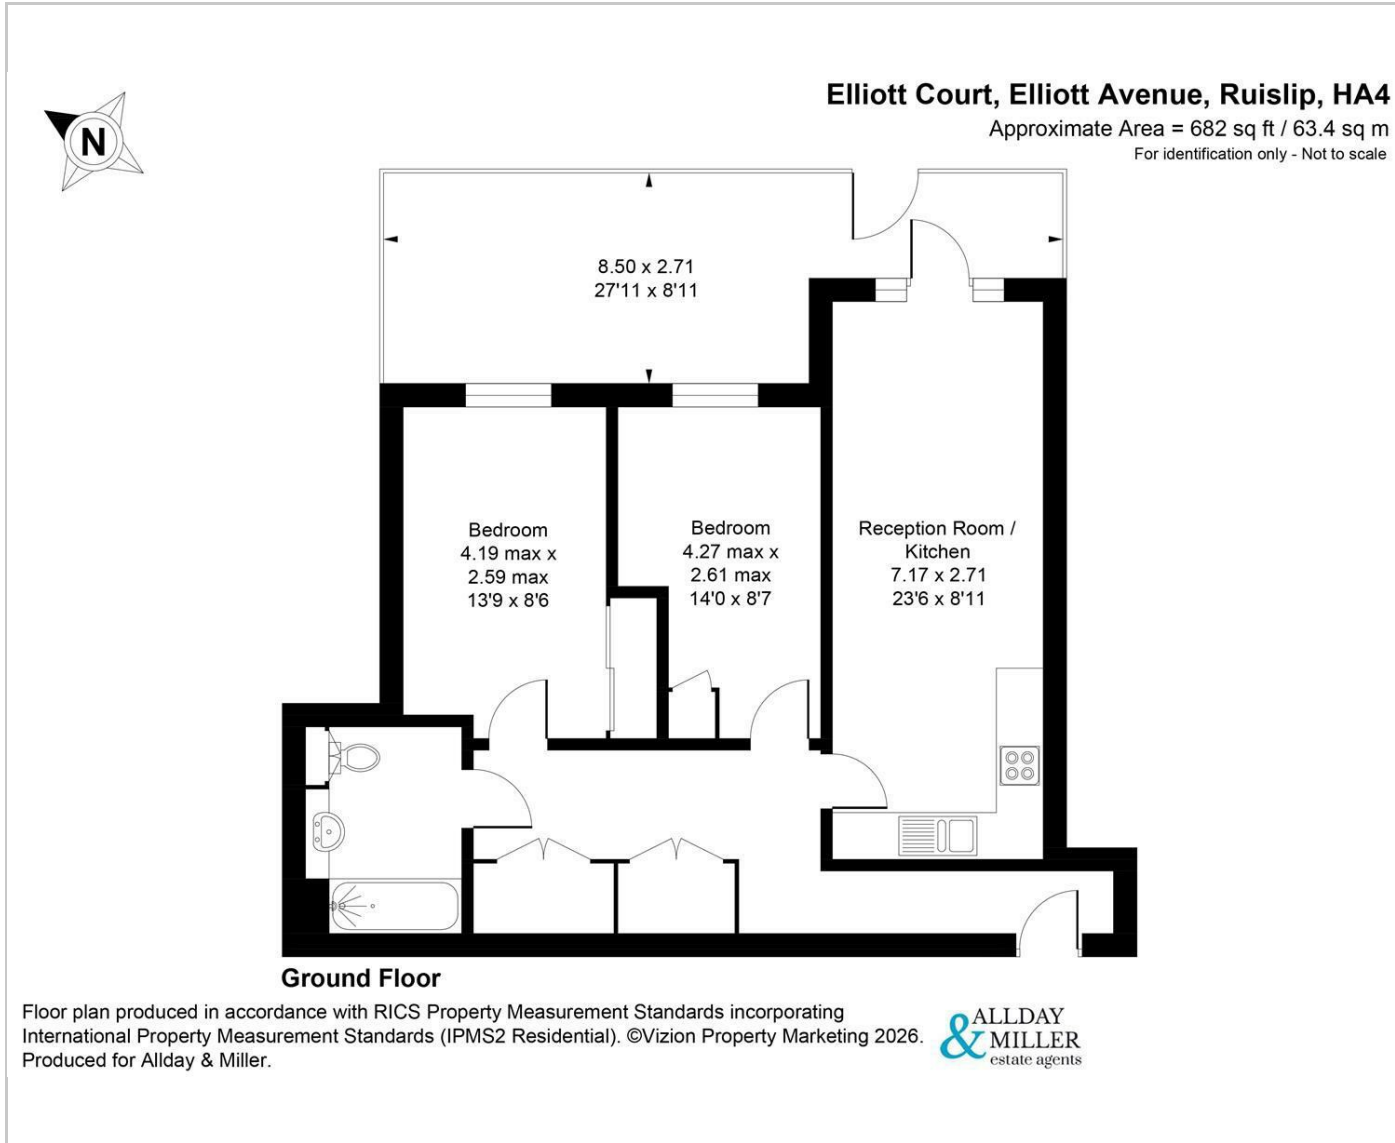 N
Elliott Court, Elliott Avenue, Ruislip, HA4
Approximate Area = 682 sq ft / 63.4 sq m
For identification only - Not to scale
8.50 x 2.71
27'11 x 8'11
Bedroom
4.19 max x
2.59 max
13'9 x 8'6
Bedroom
4.27 max x
2.61 max
14'0 x 8'7
Reception Room /
Kitchen
7.17 x 2.71
23'6 x 8'11
Ground Floor
Floor plan produced in accordance with RICS Property Measurement Standards incorporating
International Property Measurement Standards (IPMS2 Residential). ©Vizion Property Marketing 2026.
Produced for Allday & Miller.
ALLDAY
& MILLER
estate agents